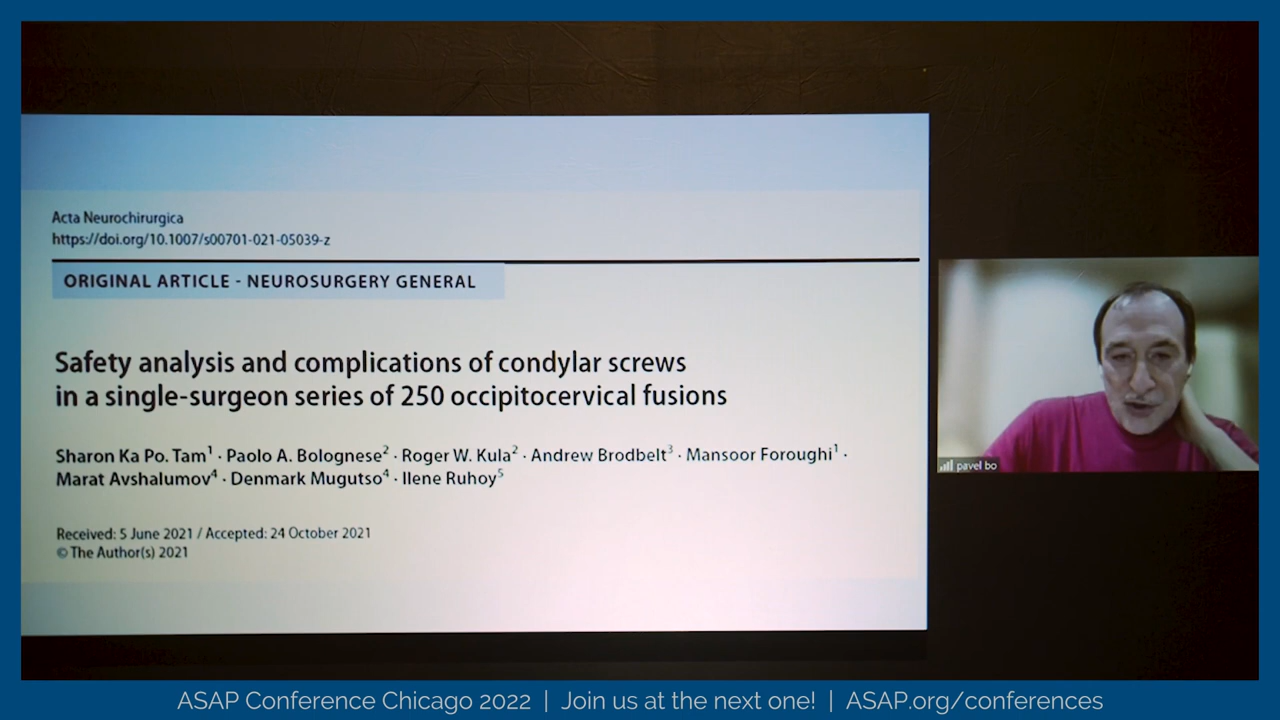 Acta Neurochirurgica
https://doi.org/10.1007/s00701-021-05039-z
ORIGINAL ARTICLE - NEUROSURGERY GENERAL
Safety analysis and complications of condylar screws
in a single-surgeon series of 250 occipitocervical fusions
Sharon Ka Po. Tam¹ · Paolo A. Bolognese² · Roger W. Kula² · Andrew Brodbelt³ · Mansoor Foroughi¹ ·
Marat Avshalumov⁴ · Denmark Mugutso⁴ · Ilene Ruhoy⁵
Received: 5 June 2021 / Accepted: 24 October 2021
© The Author(s) 2021
pavel bo
ASAP Conference Chicago 2022 | Join us at the next one! | ASAP.org/conferences